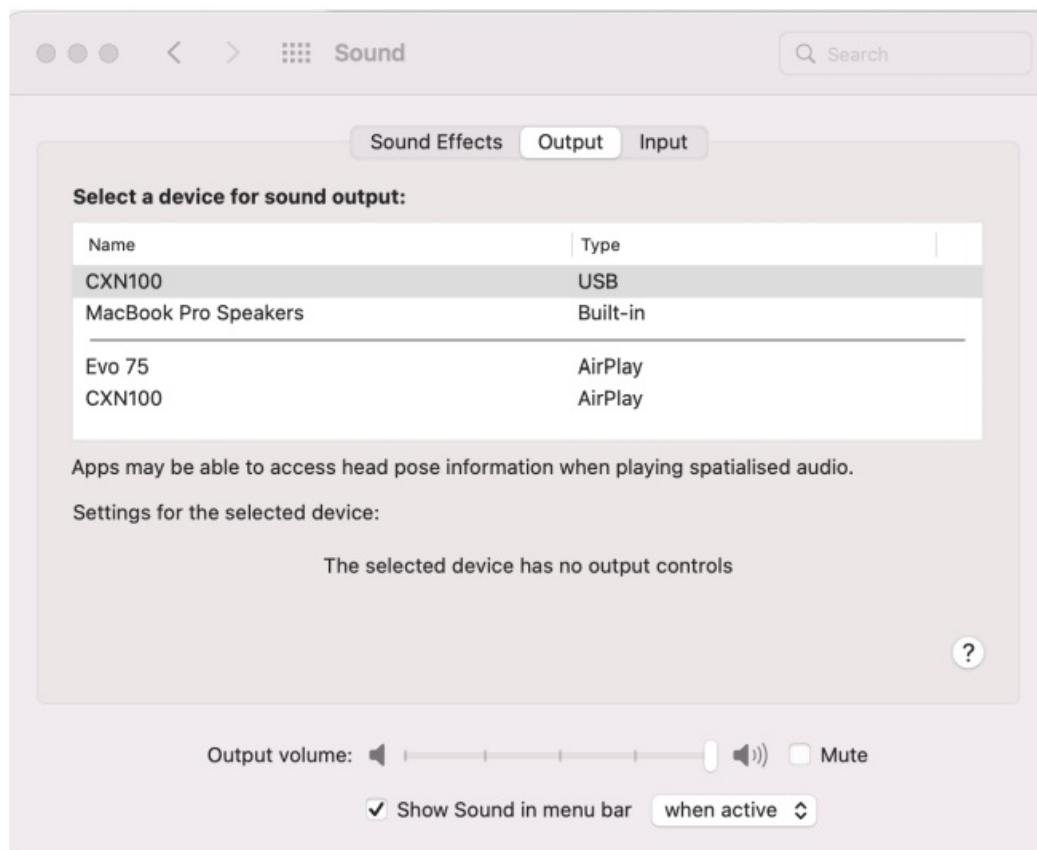 Sound
Search
Sound Effects Output Input
Select a device for sound output:
Name Type
CXN100 USB
MacBook Pro Speakers Built-in
Evo 75 AirPlay
CXN100 AirPlay
Apps may be able to access head pose information when playing spatialised audio.
Settings for the selected device:
The selected device has no output controls
?
Output volume: Mute
Show Sound in menu bar when active